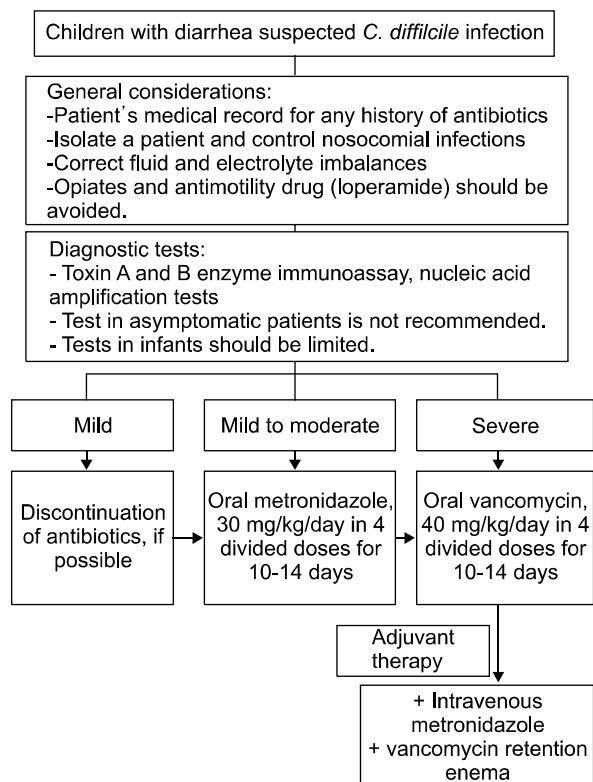 Children with diarrhea suspected C. diffilcile infection
General considerations:
-Patient's medical record for any history of antibiotics
-Isolate a patient and control nosocomial infections
-Correct fluid and electrolyte imbalances
-Opiates and antimotility drug (loperamide) should be
avoided.
Diagnostic tests:
- Toxin A and B enzyme immunoassay, nucleic acid
amplification tests
- Test in asymptomatic patients is not recommended.
- Tests in infants should be limited.
Mild
Mild to moderate
Severe
Discontinuation
of antibiotics, if
possible
Oral metronidazole,
30 mg/kg/day in 4
divided doses for
10-14 days
Oral vancomycin,
40 mg/kg/day in 4
divided doses for
10-14 days
Adjuvant
therapy
+ Intravenous
metronidazole
+ vancomycin retention
enema